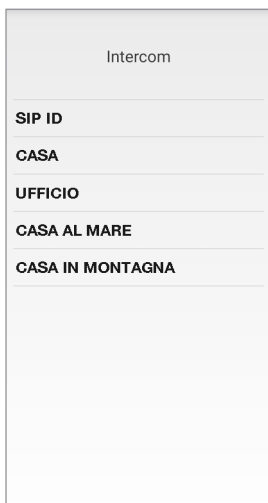 Intercom
SIP ID
CASA
UFFICIO
CASA AL MARE
CASA IN MONTAGNA